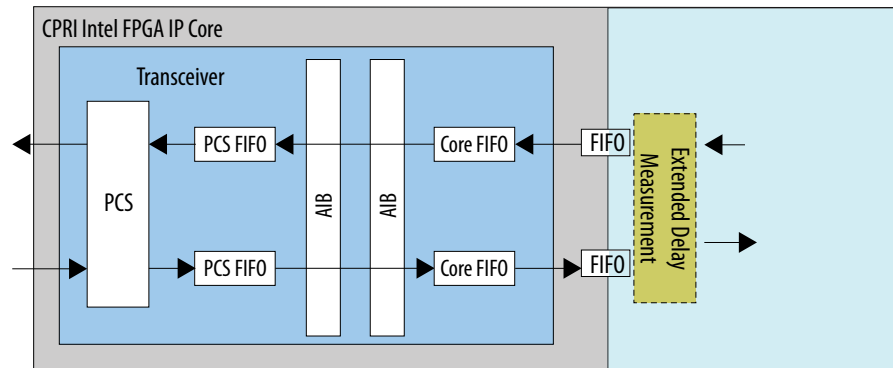 CPRI Intel FPGA IP Core
Transceiver
PCS FIFO
Core FIFO
FIFO
PCS
AIB
AIB
Extended Delay
Measurement
PCS FIFO
Core FIFO
FIFO